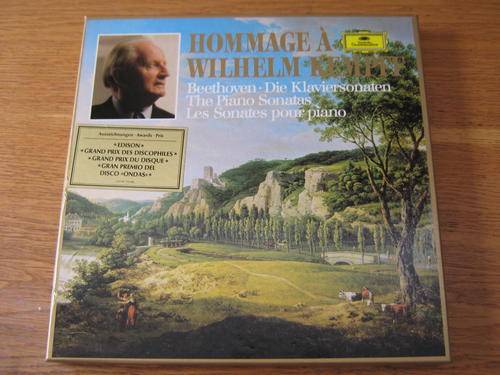 HOMMAGE À
WILHELM KEMPFF
Beethoven · Die Klaviersonaten
The Piano Sonatas
Les Sonates pour piano
Auszeichnungen · Awards · Prix
»EDISON«
»GRAND PRIX DES DISCOPHILES«
»GRAND PRIX DU DISQUE«
»GRAN PREMIO DEL
DISCO «ONDAS»«